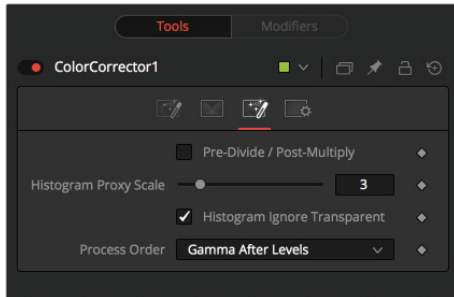 Tools Modifiers
ColorCorrector1
Pre-Divide / Post-Multiply
Histogram Proxy Scale 3
Histogram Ignore Transparent
Process Order Gamma After Levels